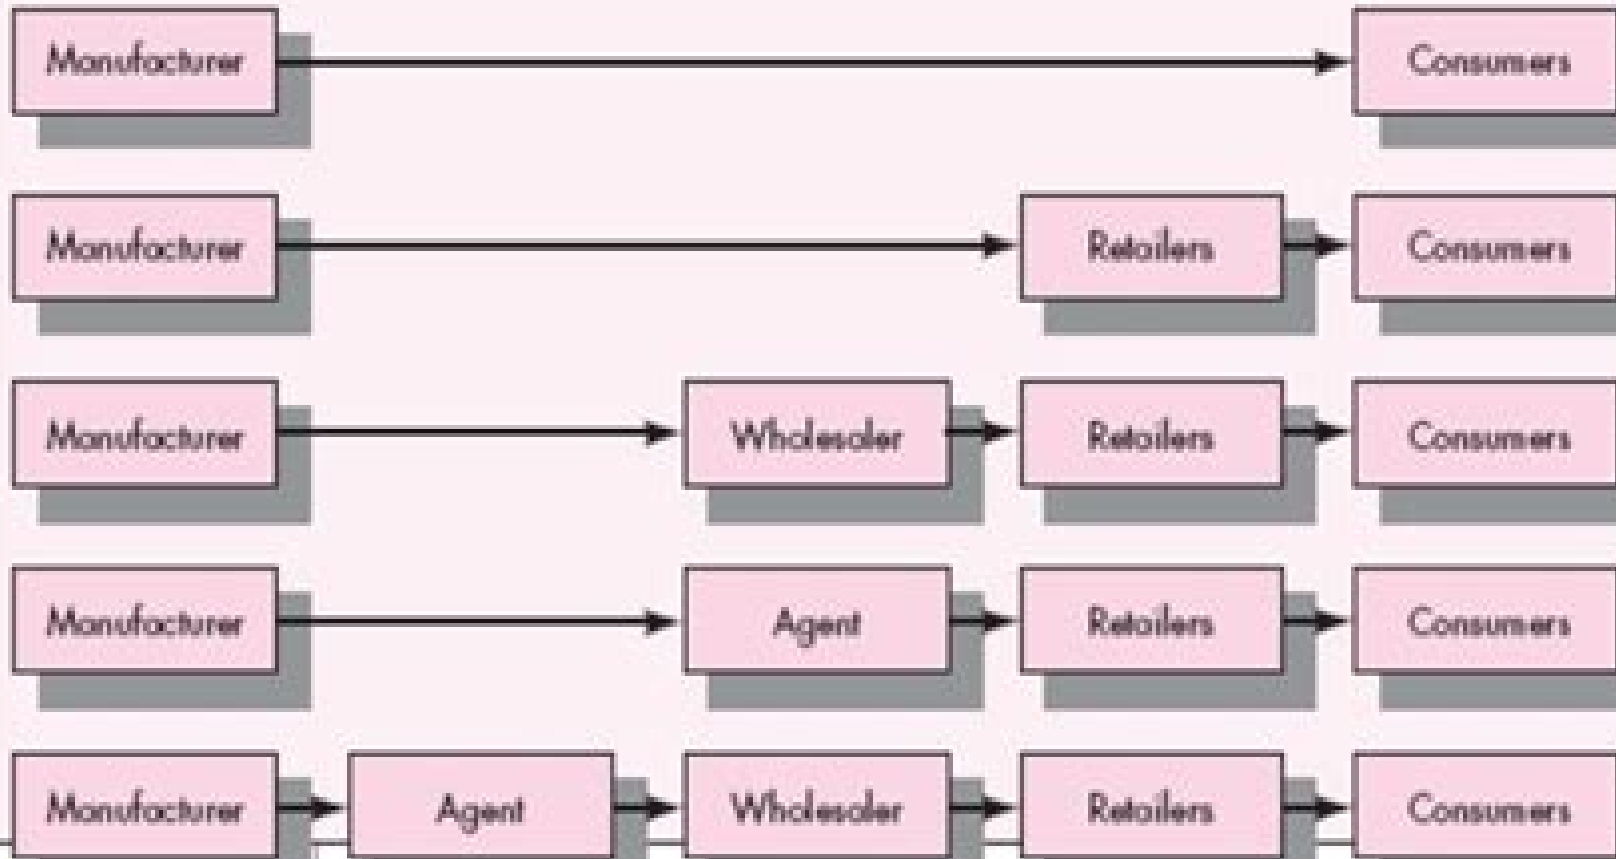 Manufacturer Consumers
Manufacturer Retailers Consumers
Manufacturer Wholesaler Retailers Consumers
Manufacturer Agent Retailers Consumers
Manufacturer Agent Wholesaler Retailers Consumers